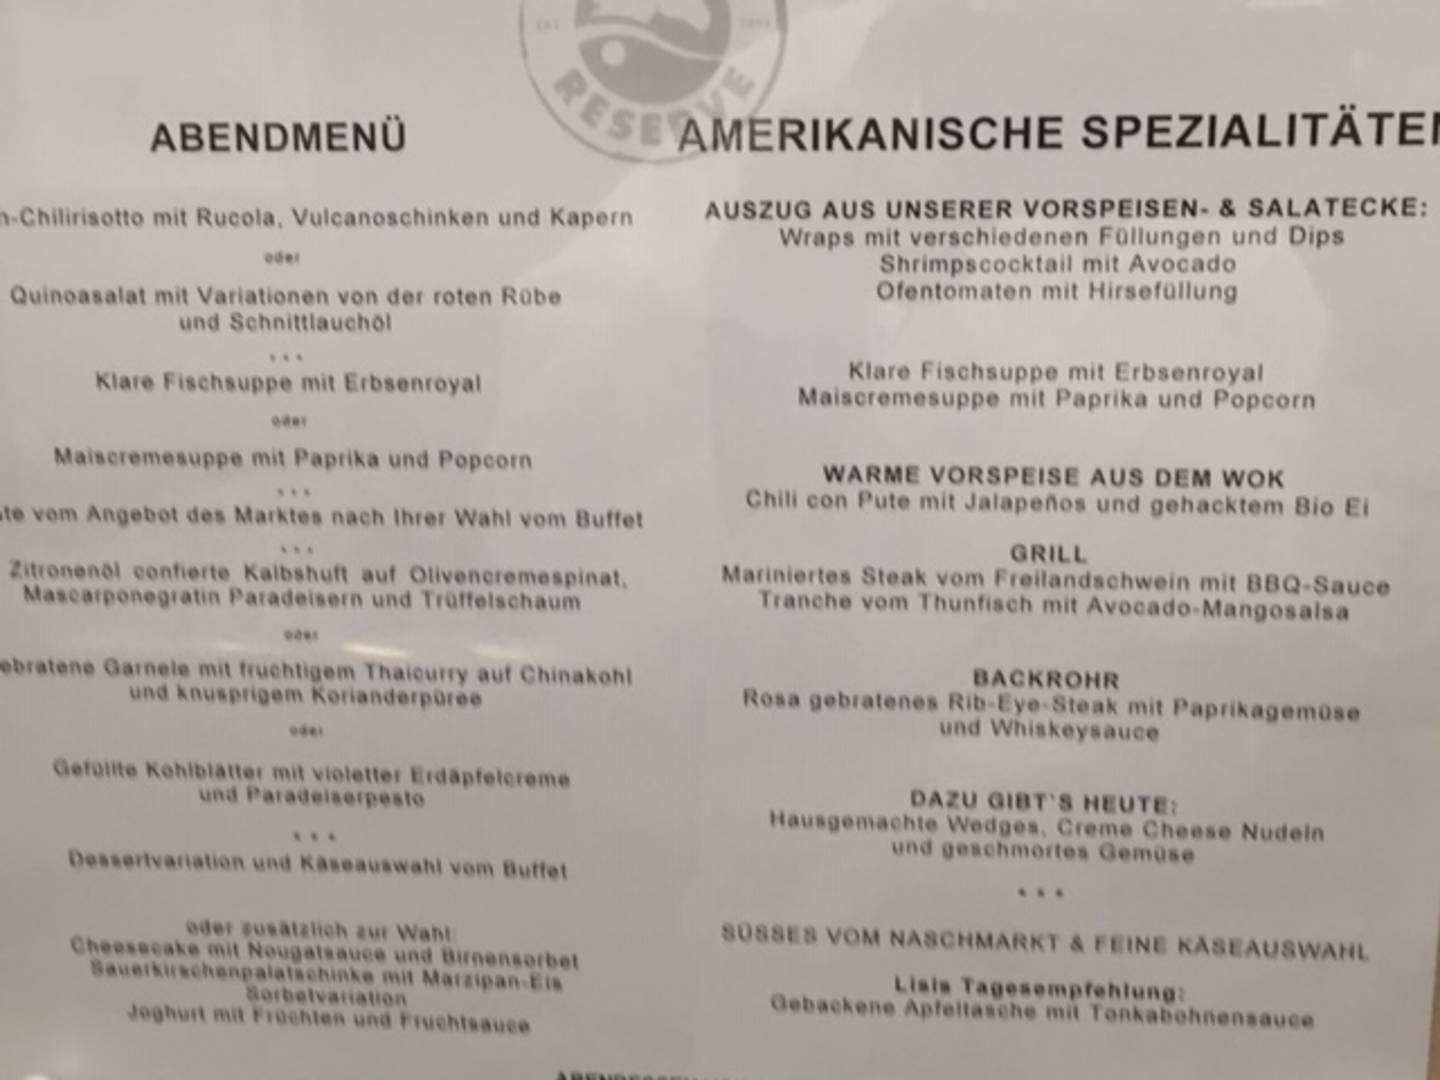 RESERVE
ABENDMENÜ
-Chilirisotto mit Rucola, Vulcanoschinken und Kapern
oder
Quinoasalat mit Variationen von der roten Rübe
und Schnittlauchöl
...
Klare Fischsuppe mit Erbsenroyal
oder
Maiscremesuppe mit Paprika und Popcorn
...
vom Angebot des Marktes nach Ihrer Wahl vom Buffet
...
Zitronenöl confierte Kalbshuft auf Olivencremespinat,
Mascarponegratin Paradeisern und Trüffelschaum
oder
ebratene Garnele mit fruchtigem Thaicurry auf Chinakohl
und knusprigem Korianderpüree
oder
Gefüllte Kohlblätter mit violetter Erdäpfelcreme
und Paradeiserpesto
...
Dessertvariation und Käseauswahl vom Buffet
oder zusätzlich zur Wahl:
Cheesecake mit Nougatsauce und Birnensorbet
Sauerkirschenpalatschinke mit Marzipan-Eis
Sorbetvariation
Joghurt mit Früchten und Fruchtsauce
AMERIKANISCHE SPEZIALITÄTEN
AUSZUG AUS UNSERER VORSPEISEN- & SALATECKE:
Wraps mit verschiedenen Füllungen und Dips
Shrimpscocktail mit Avocado
Ofentomaten mit Hirsefüllung
Klare Fischsuppe mit Erbsenroyal
Maiscremesuppe mit Paprika und Popcorn
WARME VORSPEISE AUS DEM WOK
Chili con Pute mit Jalapeños und gehacktem Bio Ei
GRILL
Mariniertes Steak vom Freilandschwein mit BBQ-Sauce
Tranche vom Thunfisch mit Avocado-Mangosalsa
BACKROHR
Rosa gebratenes Rib-Eye-Steak mit Paprikagemüse
und Whiskeysauce
DAZU GIBT`S HEUTE:
Hausgemachte Wedges, Creme Cheese Nudeln
und geschmortes Gemüse
...
SÜSSES VOM NASCHMARKT & FEINE KÄSEAUSWAHL
Lisis Tagesempfehlung:
Gebackene Apfeltasche mit Tonkabohnensauce